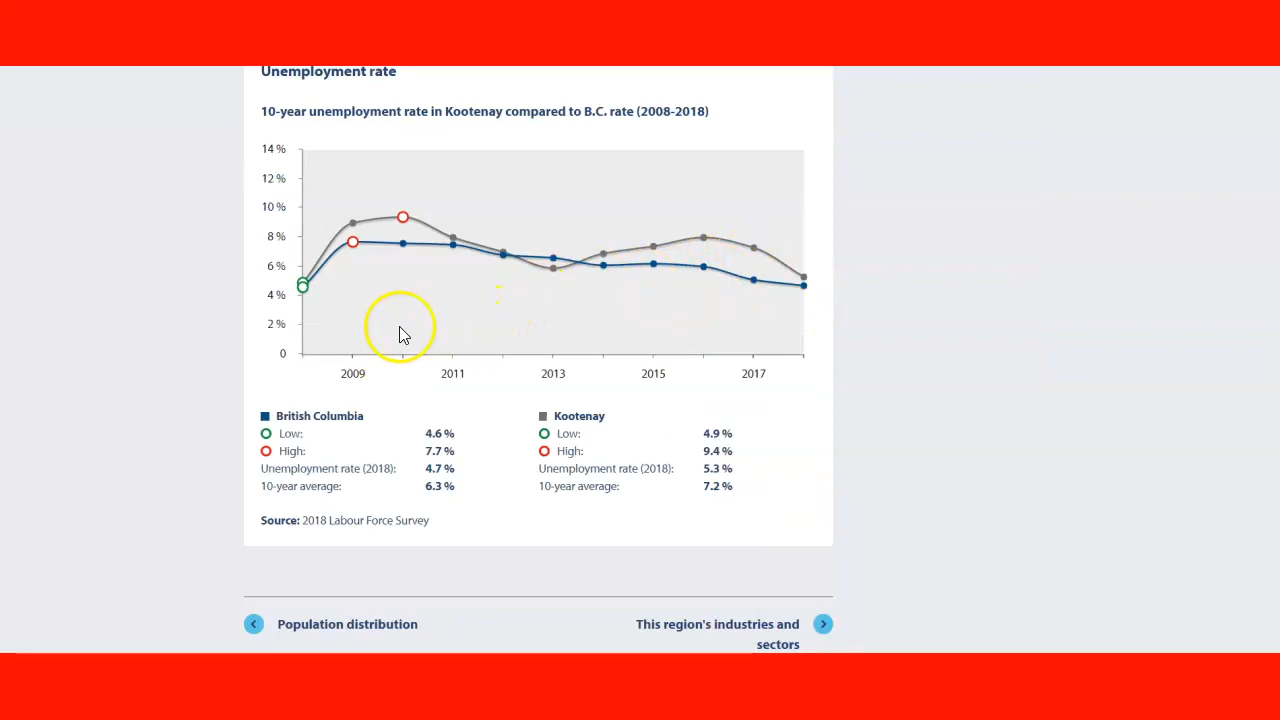 Unemployment rate
10-year unemployment rate in Kootenay compared to B.C. rate (2008-2018)
14 %
12 %
10 %
8 %
6 %
4 %
2 %
0
2009 2011 2013 2015 2017
British Columbia
Low: 4.6 %
High: 7.7 %
Unemployment rate (2018): 4.7 %
10-year average: 6.3 %
Kootenay
Low: 4.9 %
High: 9.4 %
Unemployment rate (2018): 5.3 %
10-year average: 7.2 %
Source: 2018 Labour Force Survey
Population distribution
This region's industries and
sectors